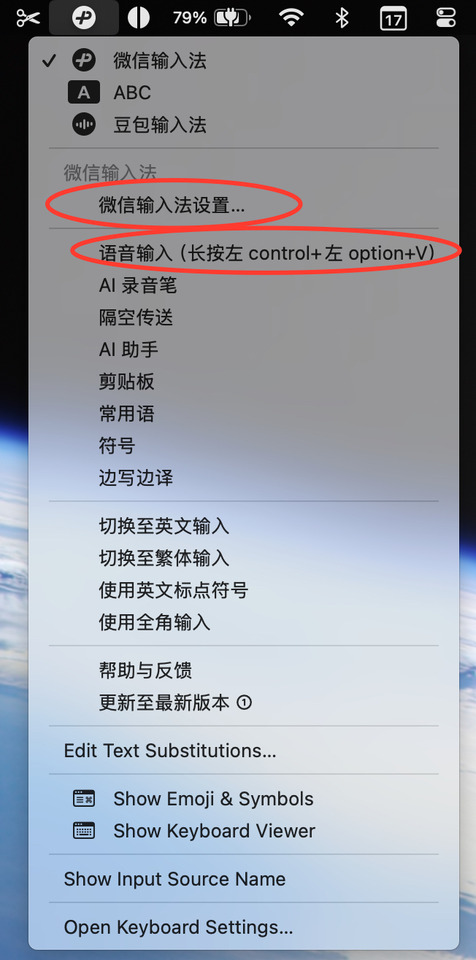 79%
17
微信输入法
A ABC
豆包输入法
微信输入法
微信输入法设置...
语音输入 (长按左 control+左 option+V)
AI 录音笔
隔空传送
AI 助手
剪贴板
常用语
符号
边写边译
切换至英文输入
切换至繁体输入
使用英文标点符号
使用全角输入
帮助与反馈
更新至最新版本 ①
Edit Text Substitutions...
Show Emoji & Symbols
Show Keyboard Viewer
Show Input Source Name
Open Keyboard Settings...